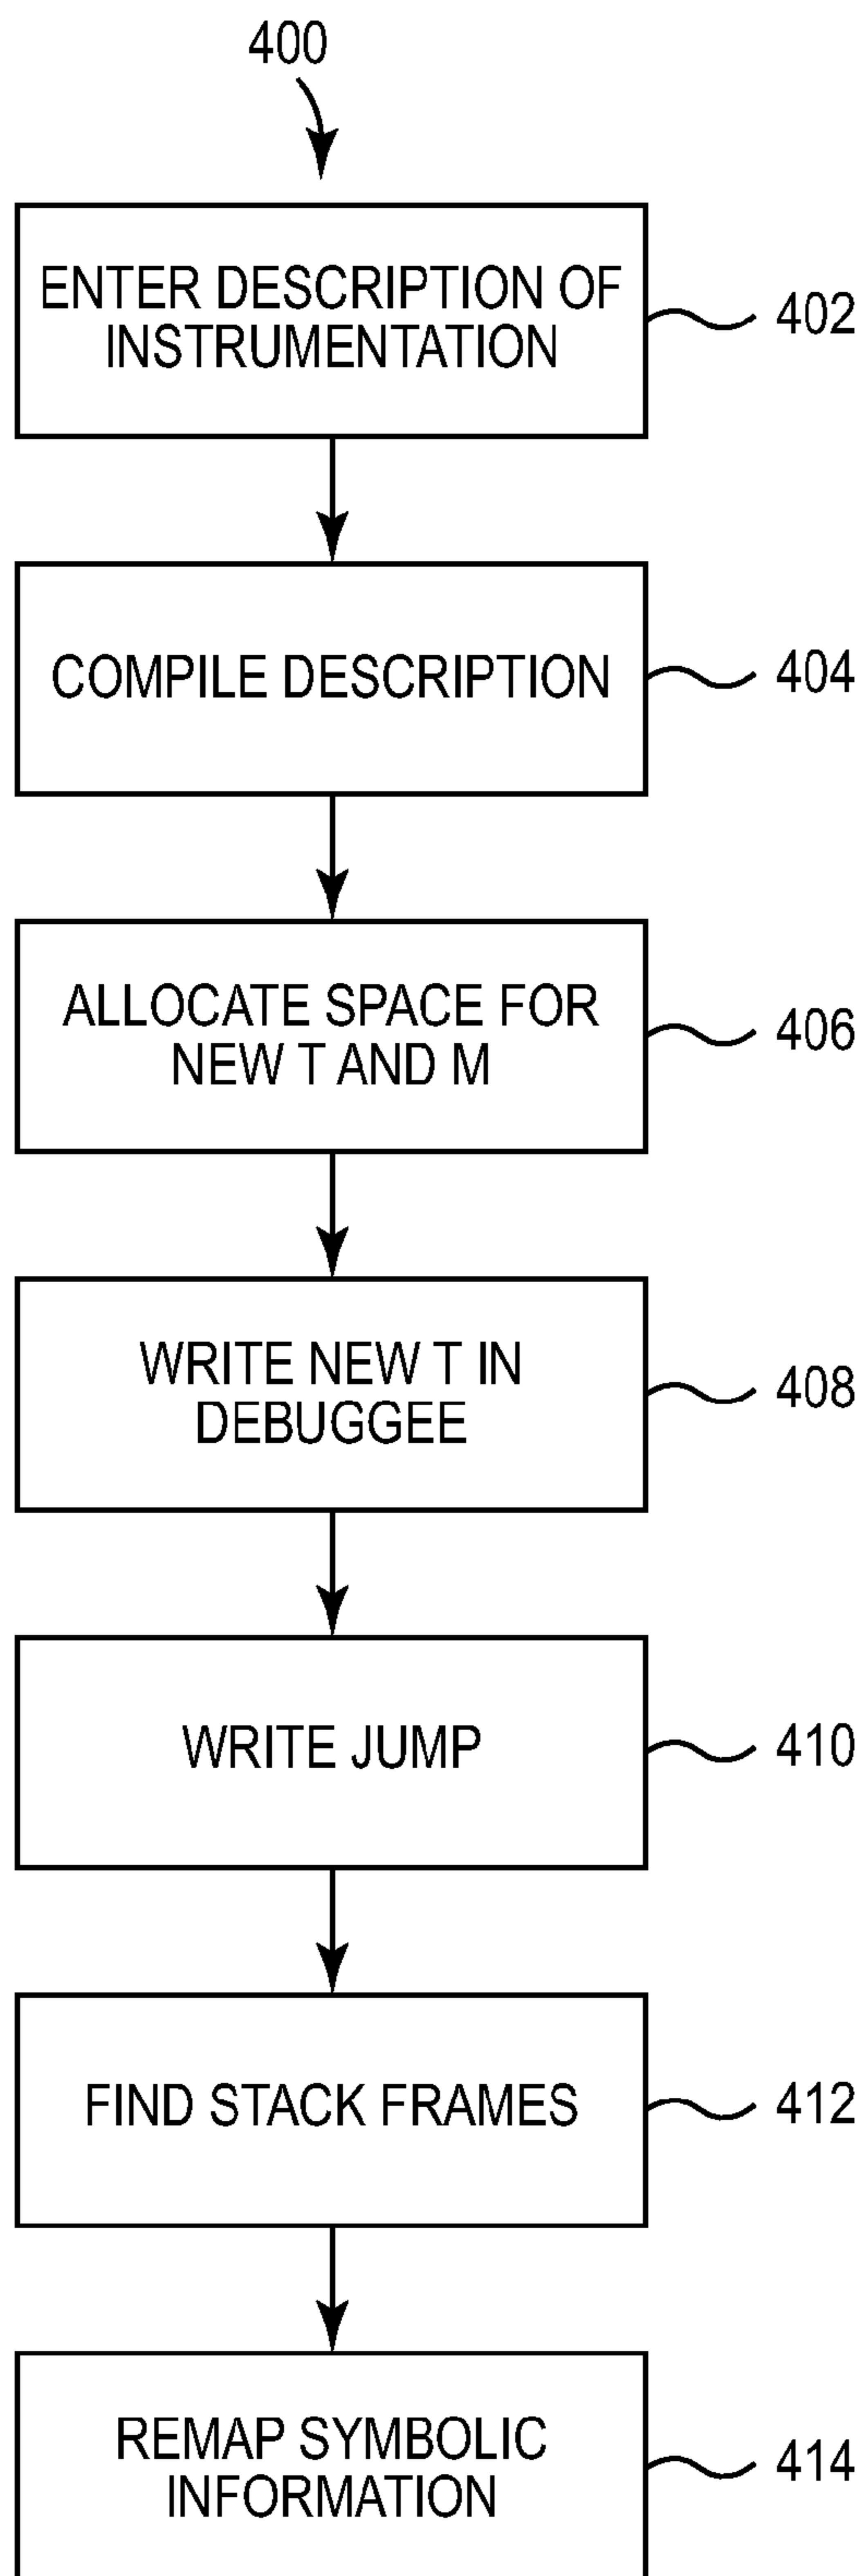 400
ENTER DESCRIPTION OF
INSTRUMENTATION
402
COMPILE DESCRIPTION
404
ALLOCATE SPACE FOR
NEW T AND M
406
WRITE NEW T IN
DEBUGGEE
408
WRITE JUMP
410
FIND STACK FRAMES
412
REMAP SYMBOLIC
INFORMATION
414